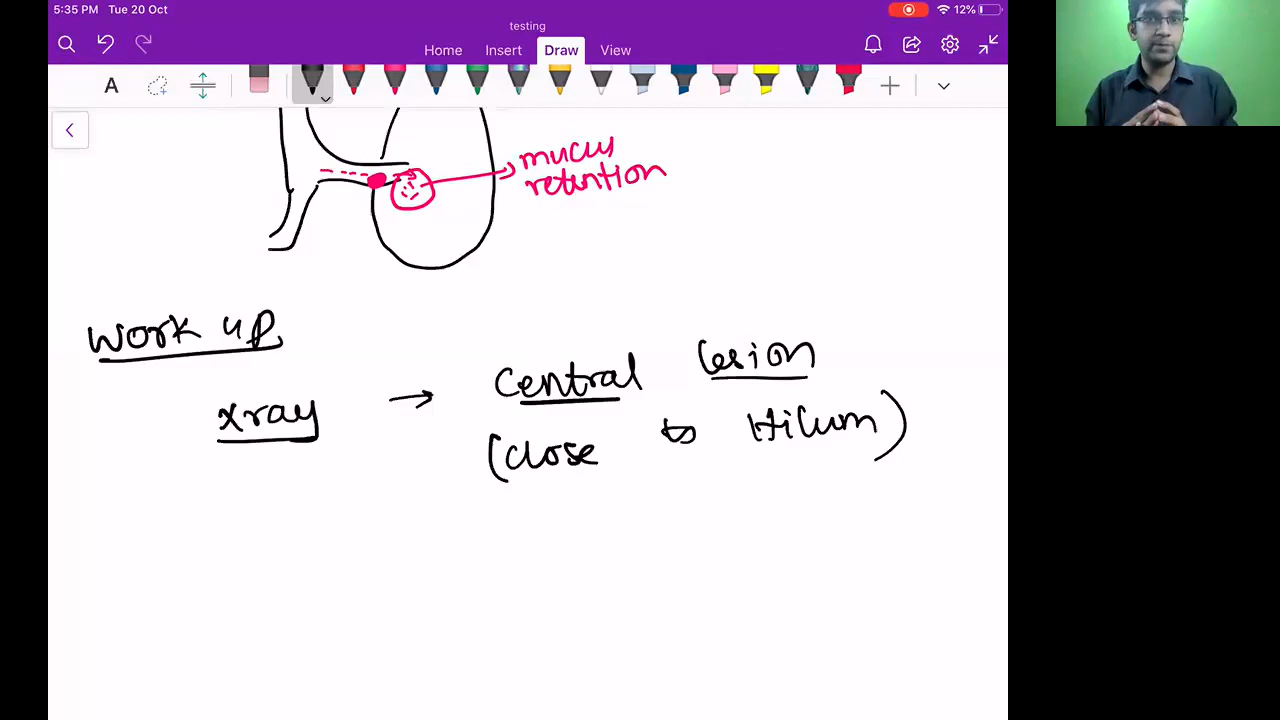 5:35 PM Tue 20 Oct
12%
testing
Home Insert Draw View
A
mucus
retention
Work up
xray → central lesion
(close to Hilum)